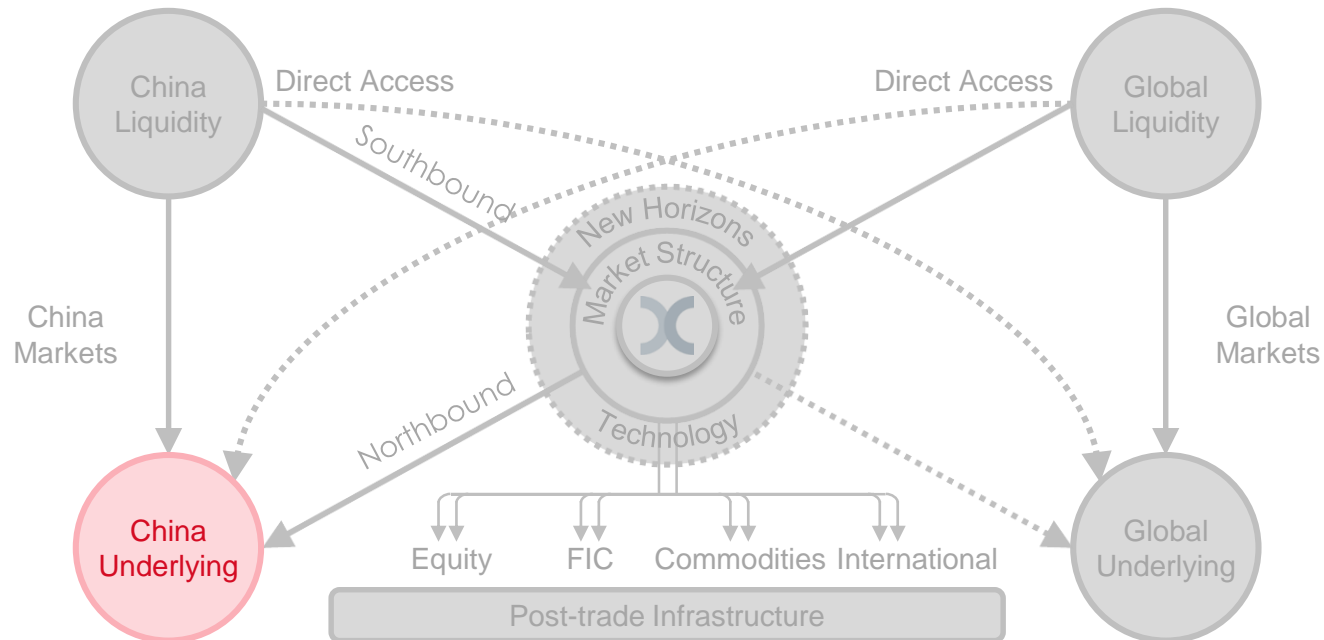 China
Liquidity
Direct Access
Direct Access
Global
Liquidity
Southbound
New Horizons
Market Structure
China
Markets
Global
Markets
Northbound
Technology
China
Underlying
Equity
FIC
Commodities
International
Global
Underlying
Post-trade Infrastructure